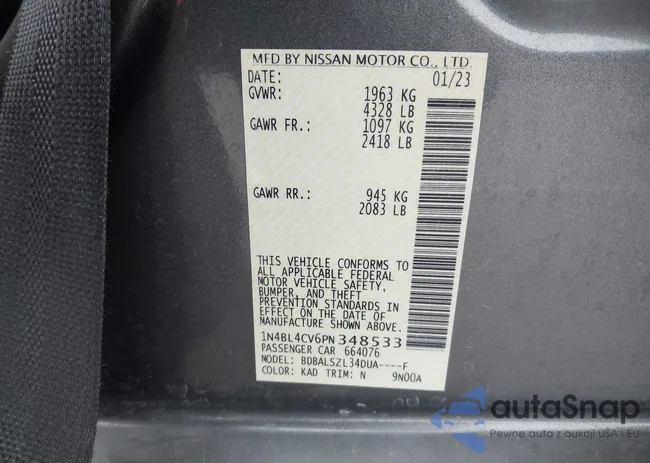 MFD BY NISSAN MOTOR CO., LTD.
DATE: 01/23
GVWR: 1963 KG
4328 LB
GAWR FR.: 1097 KG
2418 LB
GAWR RR.: 945 KG
2083 LB
THIS VEHICLE CONFORMS TO
ALL APPLICABLE FEDERAL
MOTOR VEHICLE SAFETY,
BUMPER, AND THEFT
PREVENTION STANDARDS IN
EFFECT ON THE DATE OF
MANUFACTURE SHOWN ABOVE.
1N4BL4CV6PN348533
PASSENGER CAR 664076
MODEL: BDBALSZL34DUA----F
COLOR: KAD TRIM: N 9N00A
autaSnap
Pewne auta z aukcji USA i EU